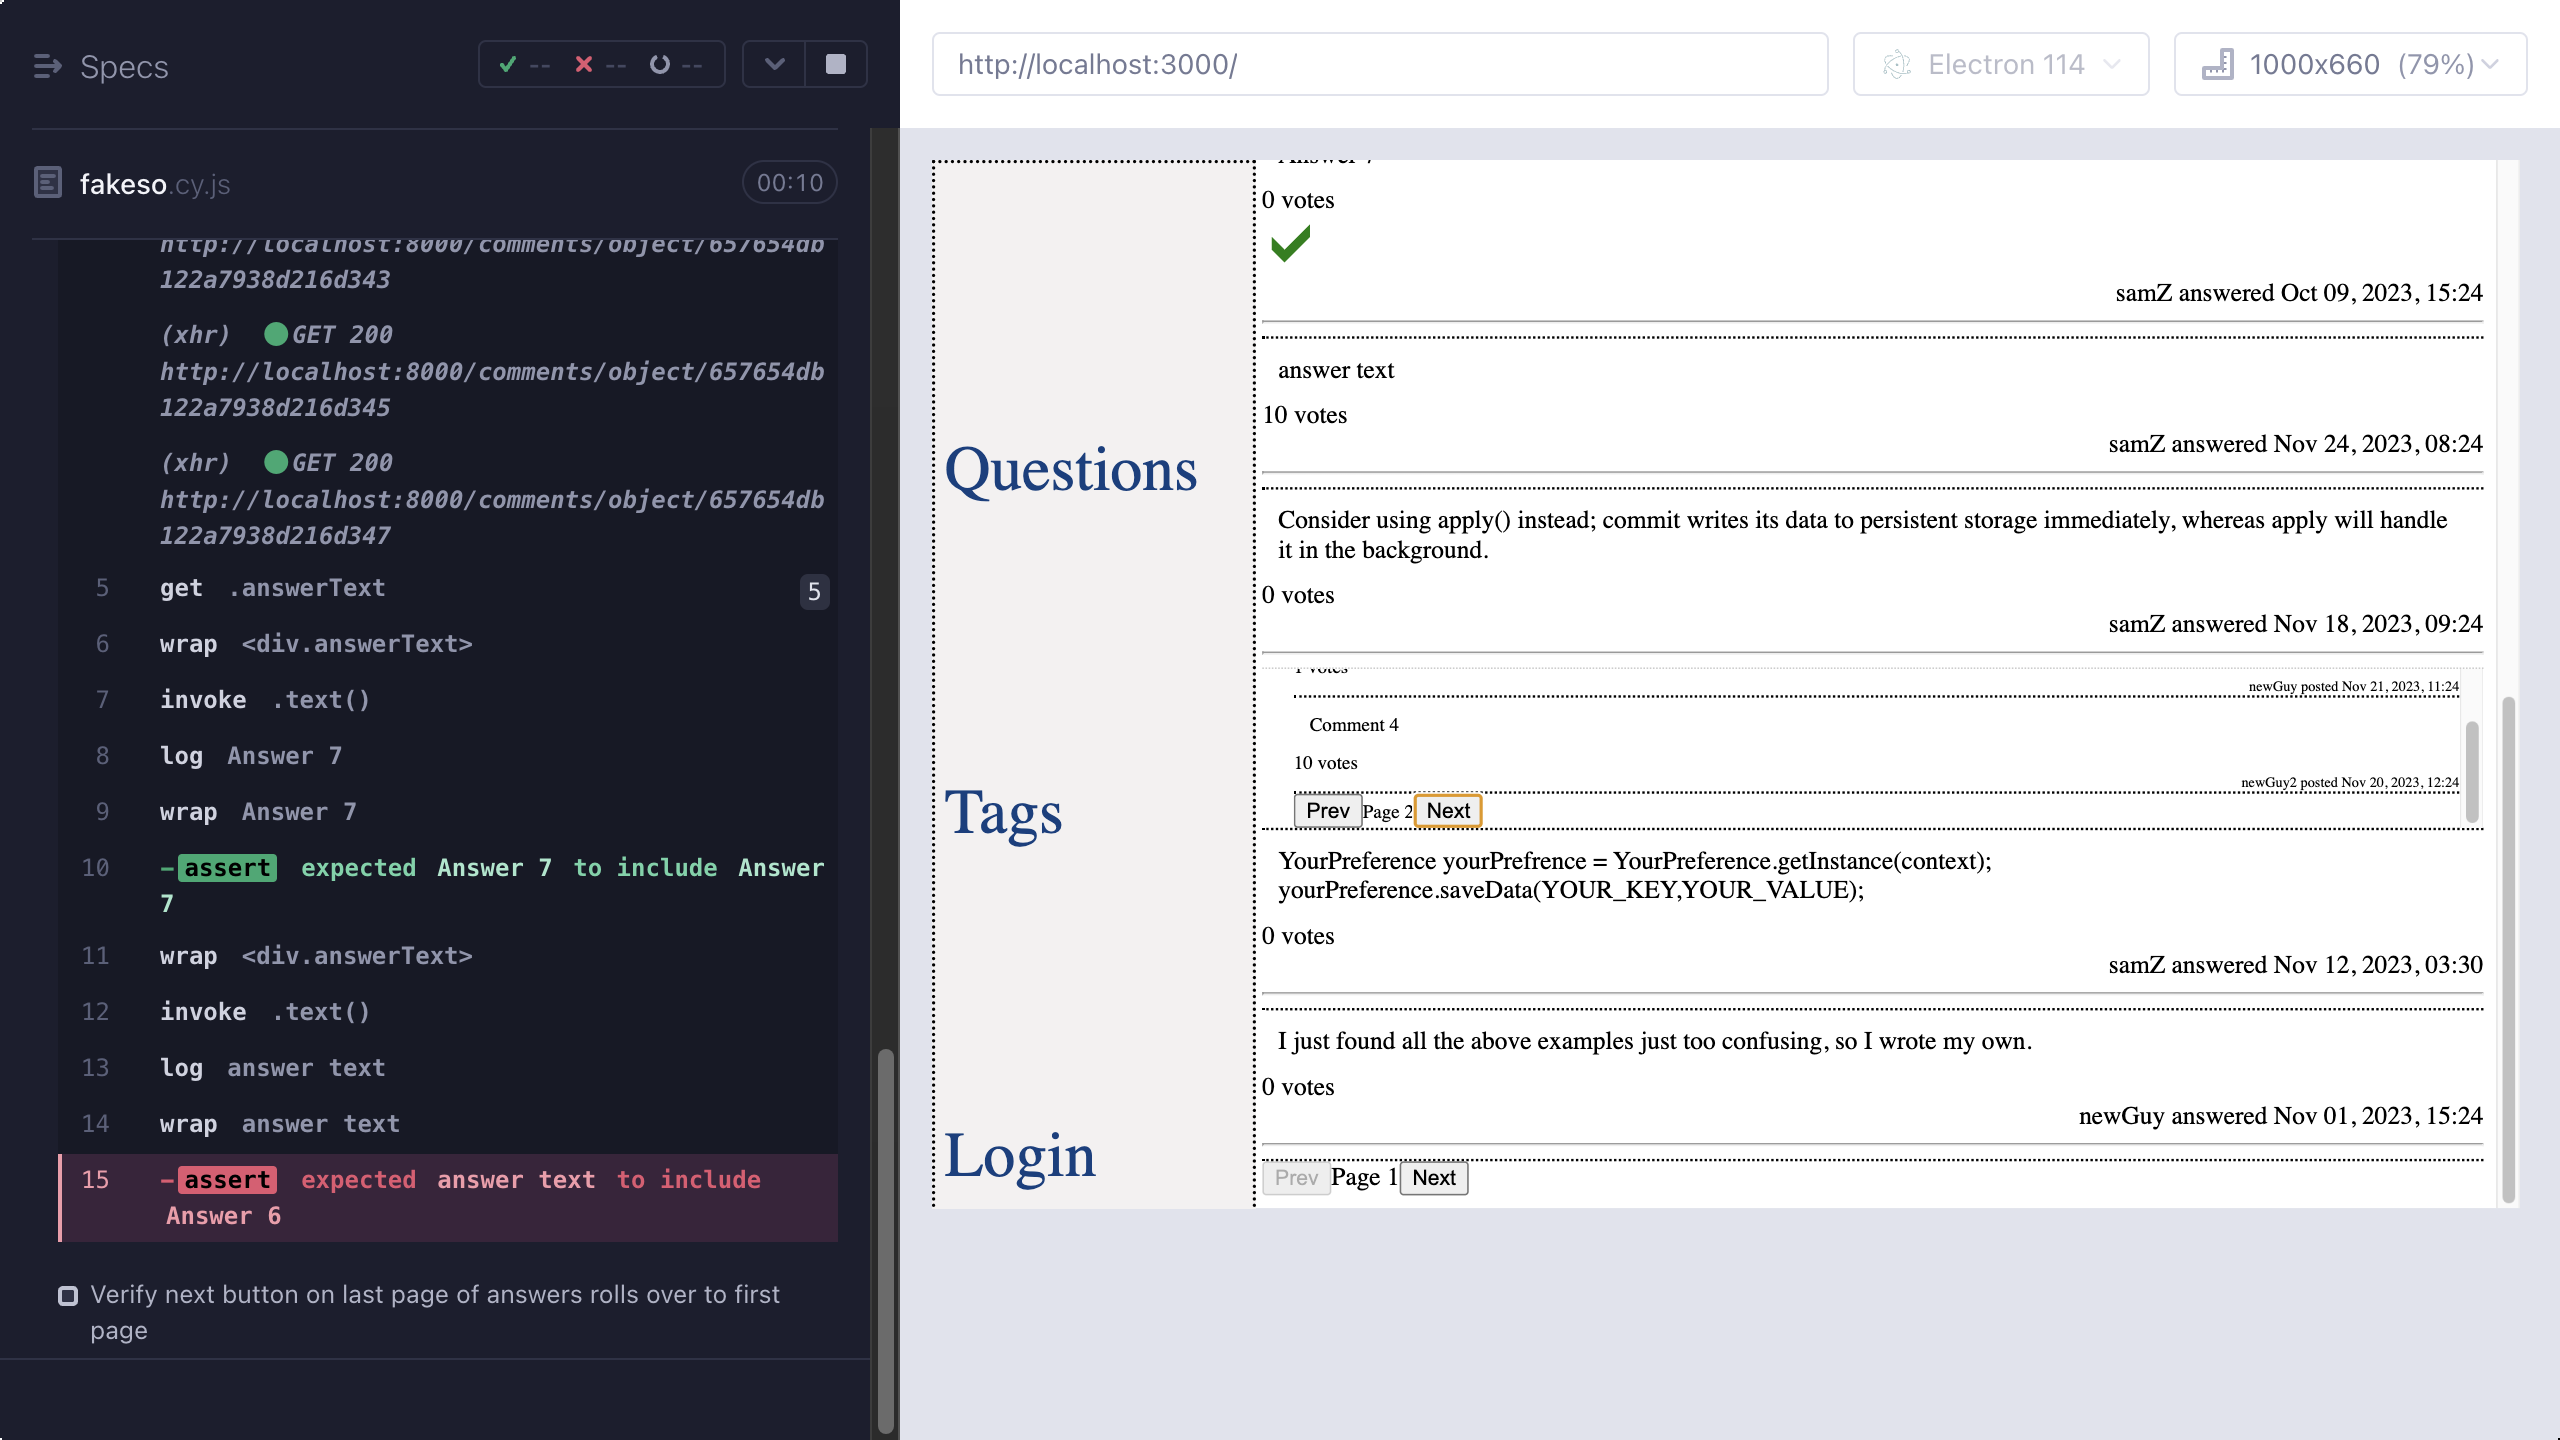 Specs
-- -- --
fakeso.cy.js
00:10
http://localhost:8000/comments/object/657654db
122a7938d216d343
(xhr) GET 200
http://localhost:8000/comments/object/657654db
122a7938d216d345
(xhr) GET 200
http://localhost:8000/comments/object/657654db
122a7938d216d347
5 get .answerText 5
6 wrap <div.answerText>
7 invoke .text()
8 log Answer 7
9 wrap Answer 7
10 -assert expected Answer 7 to include Answer
7
11 wrap <div.answerText>
12 invoke .text()
13 log answer text
14 wrap answer text
15 -assert expected answer text to include
Answer 6
Verify next button on last page of answers rolls over to first
page
http://localhost:3000/
Electron 114
1000x660 (79%)
Questions
Tags
Login
Answer 7
0 votes
samZ answered Oct 09, 2023, 15:24
answer text
10 votes
samZ answered Nov 24, 2023, 08:24
Consider using apply() instead; commit writes its data to persistent storage immediately, whereas apply will handle
it in the background.
0 votes
samZ answered Nov 18, 2023, 09:24
1 votes
newGuy posted Nov 21, 2023, 11:24
Comment 4
10 votes
newGuy2 posted Nov 20, 2023, 12:24
Prev Page 2 Next
YourPreference yourPrefrence = YourPreference.getInstance(context);
yourPreference.saveData(YOUR_KEY,YOUR_VALUE);
0 votes
samZ answered Nov 12, 2023, 03:30
I just found all the above examples just too confusing, so I wrote my own.
0 votes
newGuy answered Nov 01, 2023, 15:24
Prev Page 1 Next